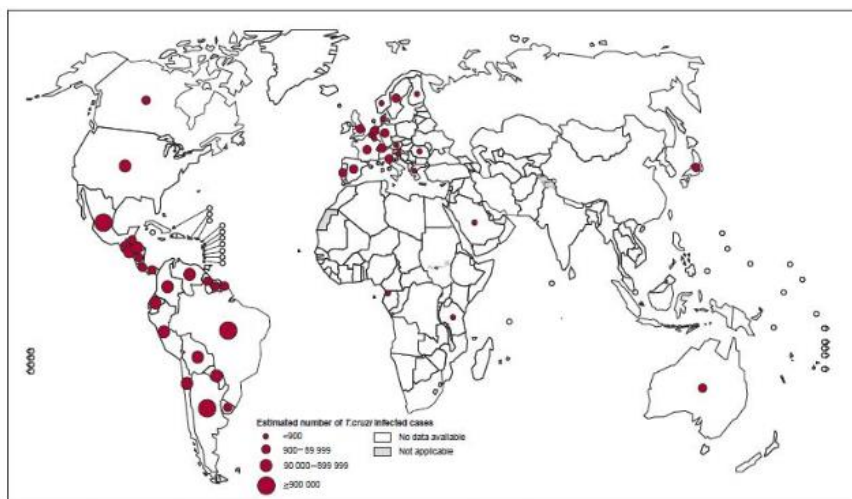 Estimated number of T.cruzi infected cases
<900
900–89 999
90 000–899 999
≥900 000
No data available
Not applicable